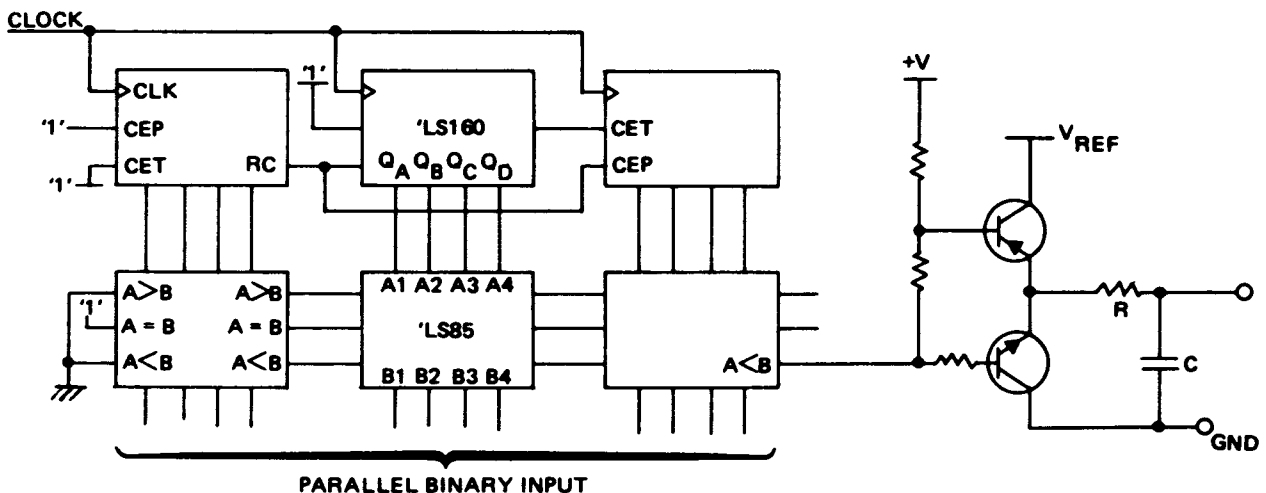 CLOCK
+V
'1'
CLK
'1'
CEP
'LS160
CET
V REF
'1'
CET
RC
QA QB QC QD
CEP
A>B
A>B
A1 A2 A3 A4
'1'
A = B
A = B
'LS85
R
A<B
A<B
B1 B2 B3 B4
A<B
C
GND
PARALLEL BINARY INPUT